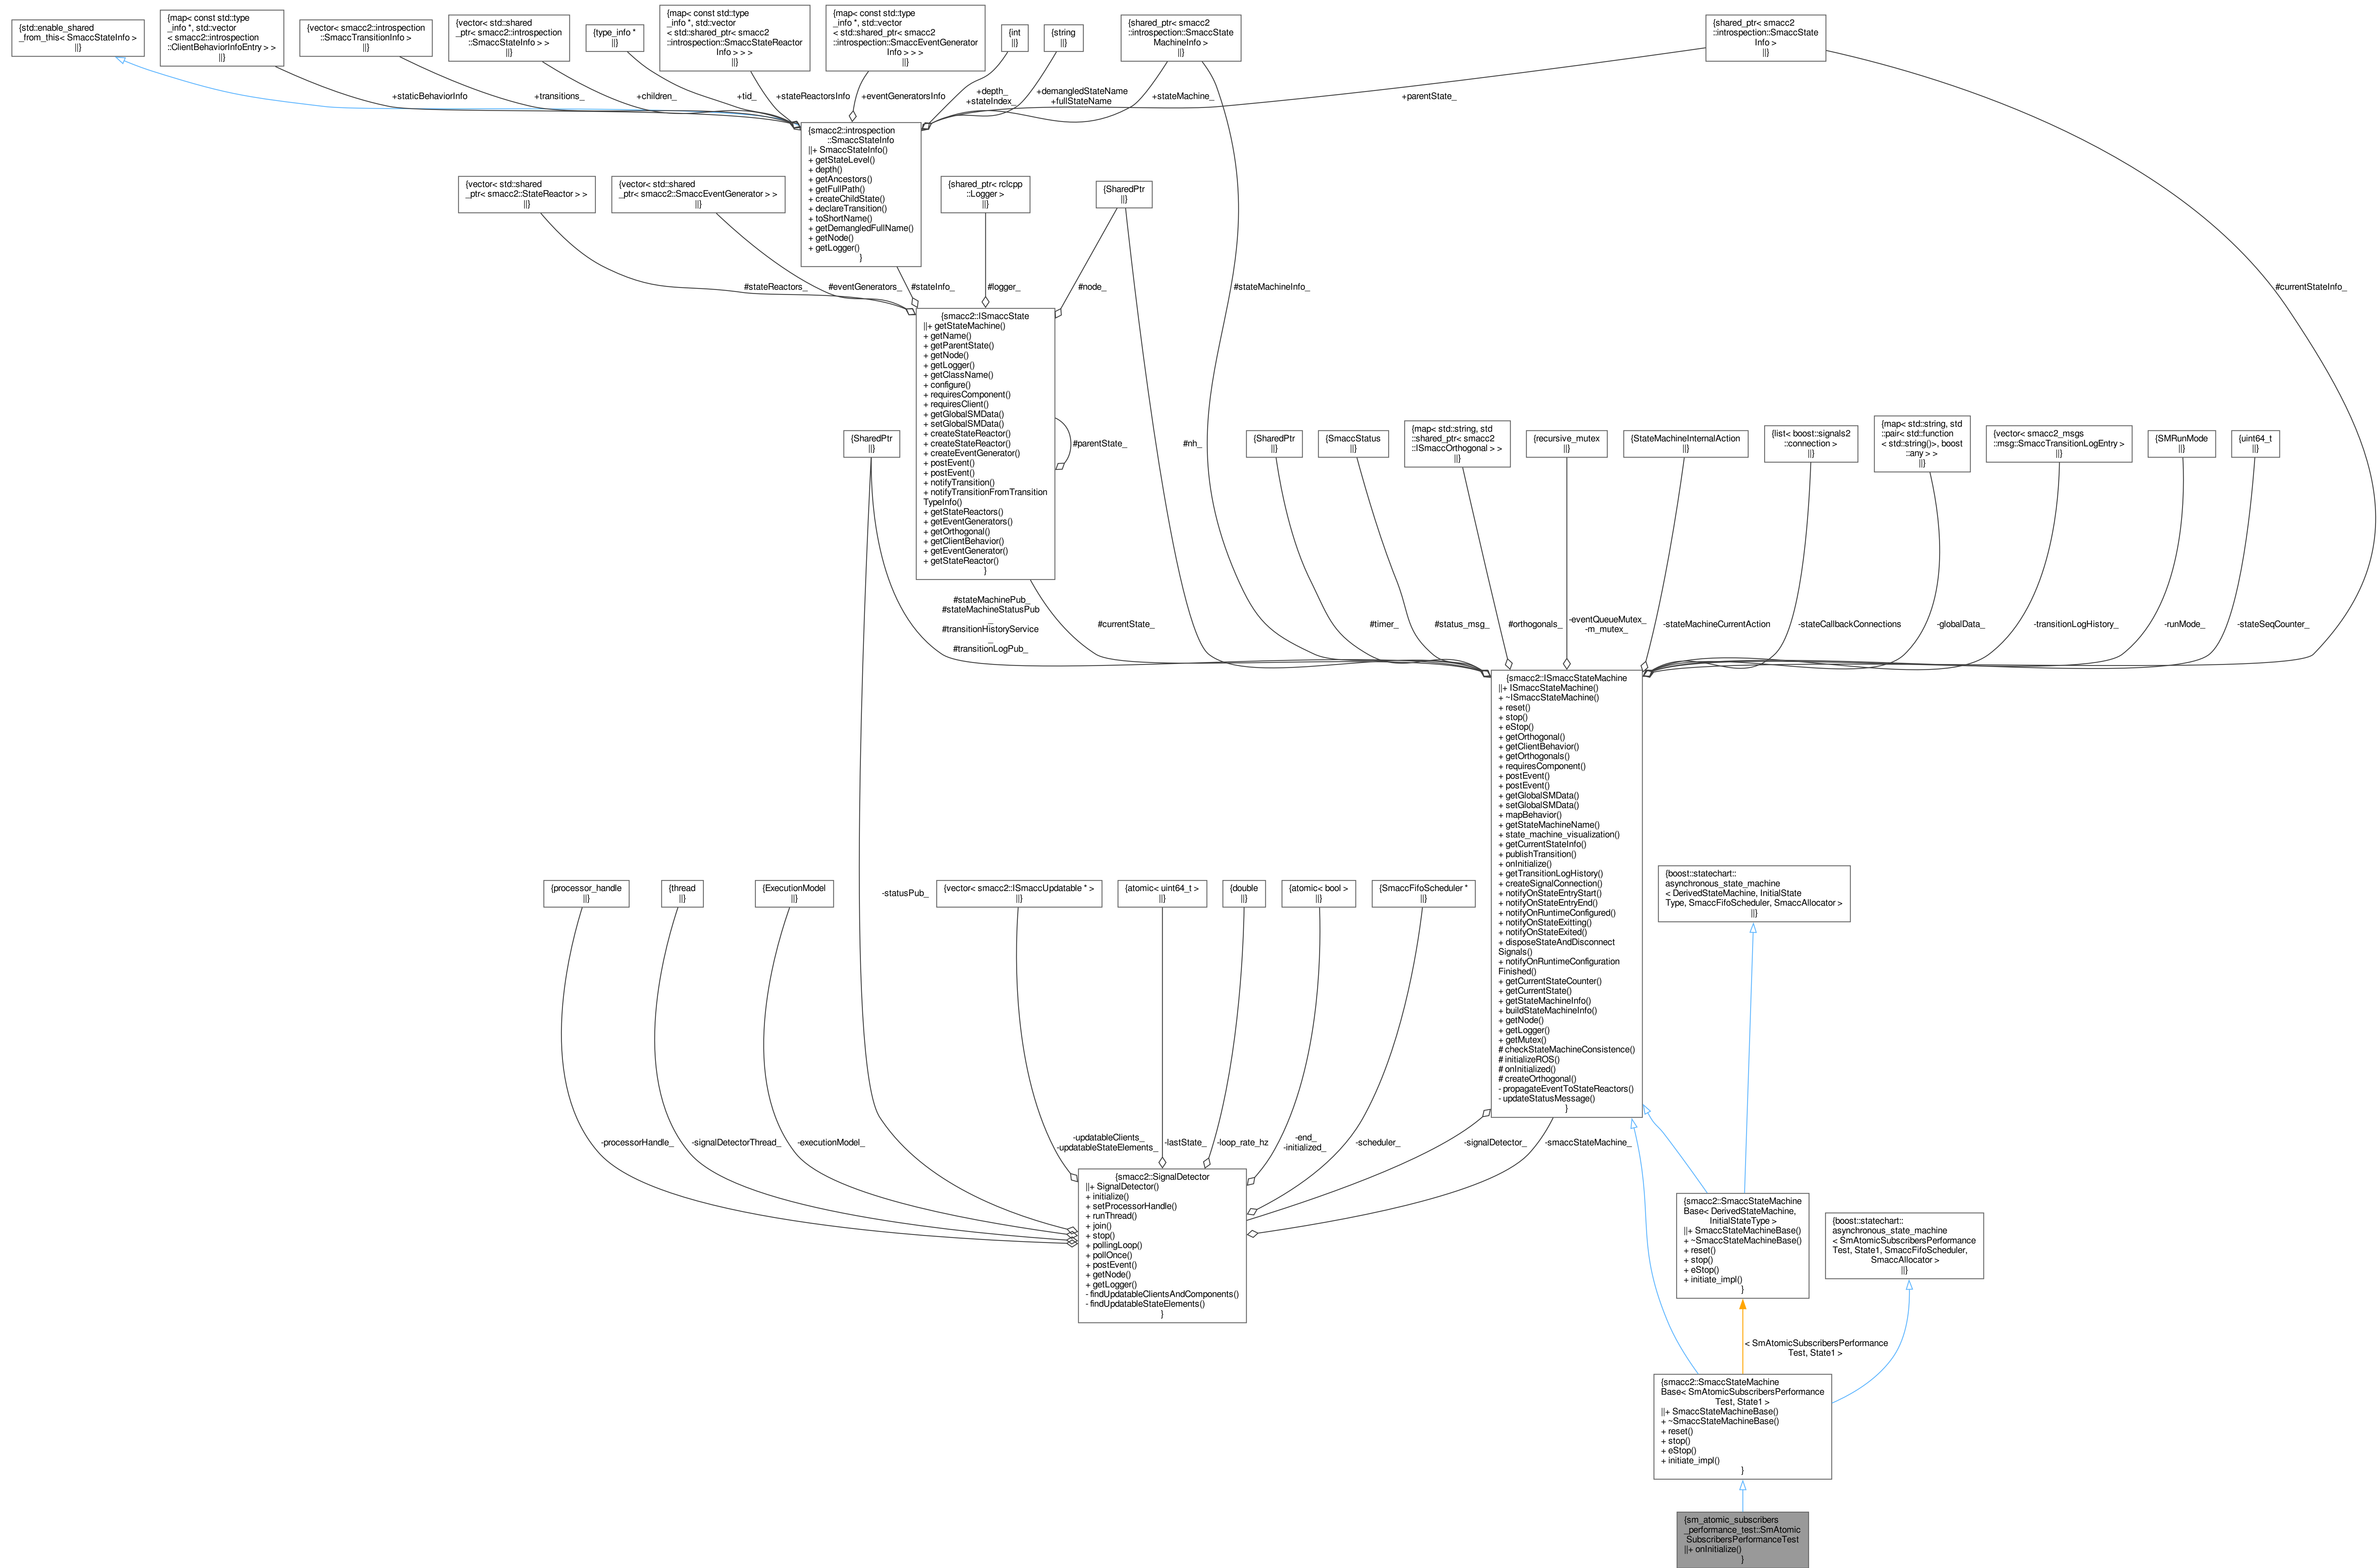 {std::enable_shared
_from_this< SmaccStateInfo >
||}
{map< const std::type
_info *, std::vector
< smacc2::introspection
::ClientBehaviorInfoEntry > >
||}
{vector< smacc2::introspection
::SmaccTransitionInfo >
||}
{vector< std::shared
_ptr< smacc2::introspection
::SmaccStateInfo > >
||}
{type_info *
||}
{map< const std::type
_info *, std::vector
< std::shared_ptr< smacc2
::introspection::SmaccStateReactor
Info > > >
||}
{map< const std::type
_info *, std::vector
< std::shared_ptr< smacc2
::introspection::SmaccEventGenerator
Info > > >
||}
{int
||}
{string
||}
{shared_ptr< smacc2
::introspection::SmaccState
MachineInfo >
||}
{shared_ptr< smacc2
::introspection::SmaccState
Info >
||}
+staticBehaviorInfo
+transitions_
+children_
+tid_
+stateReactorsInfo
+eventGeneratorsInfo
+depth_
+stateIndex_
+demangledStateName
+fullStateName
+stateMachine_
+parentState_
{smacc2::introspection
::SmaccStateInfo
||+ SmaccStateInfo()
+ getStateLevel()
+ depth()
+ getAncestors()
+ getFullPath()
+ createChildState()
+ declareTransition()
+ toShortName()
+ getDemangledFullName()
+ getNode()
+ getLogger()
}
{vector< std::shared
_ptr< smacc2::StateReactor > >
||}
{vector< std::shared
_ptr< smacc2::SmaccEventGenerator > >
||}
{shared_ptr< rclcpp
::Logger >
||}
{SharedPtr
||}
#stateReactors_
#eventGenerators_
#stateInfo_
#logger_
#node_
#stateMachineInfo_
#currentStateInfo_
{smacc2::ISmaccState
||+ getStateMachine()
+ getName()
+ getParentState()
+ getNode()
+ getLogger()
+ getClassName()
+ configure()
+ requiresComponent()
+ requiresClient()
+ getGlobalSMData()
+ setGlobalSMData()
+ createStateReactor()
+ createStateReactor()
+ createEventGenerator()
+ postEvent()
+ postEvent()
+ notifyTransition()
+ notifyTransitionFromTransition
TypeInfo()
+ getStateReactors()
+ getEventGenerators()
+ getOrthogonal()
+ getClientBehavior()
+ getEventGenerator()
+ getStateReactor()
}
#parentState_
#nh_
{SharedPtr
||}
{SharedPtr
||}
{SmaccStatus
||}
{map< std::string, std
::shared_ptr< smacc2
::ISmaccOrthogonal > >
||}
{recursive_mutex
||}
{StateMachineInternalAction
||}
{list< boost::signals2
::connection >
||}
{map< std::string, std
::pair< std::function
< std::string()>, boost
::any > >
||}
{vector< smacc2_msgs
::msg::SmaccTransitionLogEntry >
||}
{SMRunMode
||}
{uint64_t
||}
#stateMachinePub_
#stateMachineStatusPub
_
#transitionHistoryService
_
#transitionLogPub_
#currentState_
#timer_
#status_msg_
#orthogonals_
-eventQueueMutex_
-m_mutex_
-stateMachineCurrentAction
-stateCallbackConnections
-globalData_
-transitionLogHistory_
-runMode_
-stateSeqCounter_
{smacc2::ISmaccStateMachine
||+ ISmaccStateMachine()
+ ~ISmaccStateMachine()
+ reset()
+ stop()
+ eStop()
+ getOrthogonal()
+ getClientBehavior()
+ getOrthogonals()
+ requiresComponent()
+ postEvent()
+ postEvent()
+ getGlobalSMData()
+ setGlobalSMData()
+ mapBehavior()
+ getStateMachineName()
+ state_machine_visualization()
+ getCurrentStateInfo()
+ publishTransition()
+ onInitialize()
+ getTransitionLogHistory()
+ createSignalConnection()
+ notifyOnStateEntryStart()
+ notifyOnStateEntryEnd()
+ notifyOnRuntimeConfigured()
+ notifyOnStateExitting()
+ notifyOnStateExited()
+ disposeStateAndDisconnect
Signals()
+ notifyOnRuntimeConfiguration
Finished()
+ getCurrentStateCounter()
+ getCurrentState()
+ getStateMachineInfo()
+ buildStateMachineInfo()
+ getNode()
+ getLogger()
+ getMutex()
# checkStateMachineConsistence()
# initializeROS()
# onInitialized()
# createOrthogonal()
- propagateEventToStateReactors()
- updateStatusMessage()
}
{processor_handle
||}
{thread
||}
{ExecutionModel
||}
-statusPub_
{vector< smacc2::ISmaccUpdatable * >
||}
{atomic< uint64_t >
||}
{double
||}
{atomic< bool >
||}
{SmaccFifoScheduler *
||}
{boost::statechart::
asynchronous_state_machine
< DerivedStateMachine, InitialState
Type, SmaccFifoScheduler, SmaccAllocator >
||}
-processorHandle_
-signalDetectorThread_
-executionModel_
-updatableClients_
-updatableStateElements_
-lastState_
-loop_rate_hz
-end_
-initialized_
-scheduler_
-signalDetector_
-smaccStateMachine_
{smacc2::SignalDetector
||+ SignalDetector()
+ initialize()
+ setProcessorHandle()
+ runThread()
+ join()
+ stop()
+ pollingLoop()
+ pollOnce()
+ postEvent()
+ getNode()
+ getLogger()
- findUpdatableClientsAndComponents()
- findUpdatableStateElements()
}
{smacc2::SmaccStateMachine
Base< DerivedStateMachine,
InitialStateType >
||+ SmaccStateMachineBase()
+ ~SmaccStateMachineBase()
+ reset()
+ stop()
+ eStop()
+ initiate_impl()
}
{boost::statechart::
asynchronous_state_machine
< SmAtomicSubscribersPerformance
Test, State1, SmaccFifoScheduler,
SmaccAllocator >
||}
< SmAtomicSubscribersPerformance
Test, State1 >
{smacc2::SmaccStateMachine
Base< SmAtomicSubscribersPerformance
Test, State1 >
||+ SmaccStateMachineBase()
+ ~SmaccStateMachineBase()
+ reset()
+ stop()
+ eStop()
+ initiate_impl()
}
{sm_atomic_subscribers
_performance_test::SmAtomic
SubscribersPerformanceTest
||+ onInitialize()
}